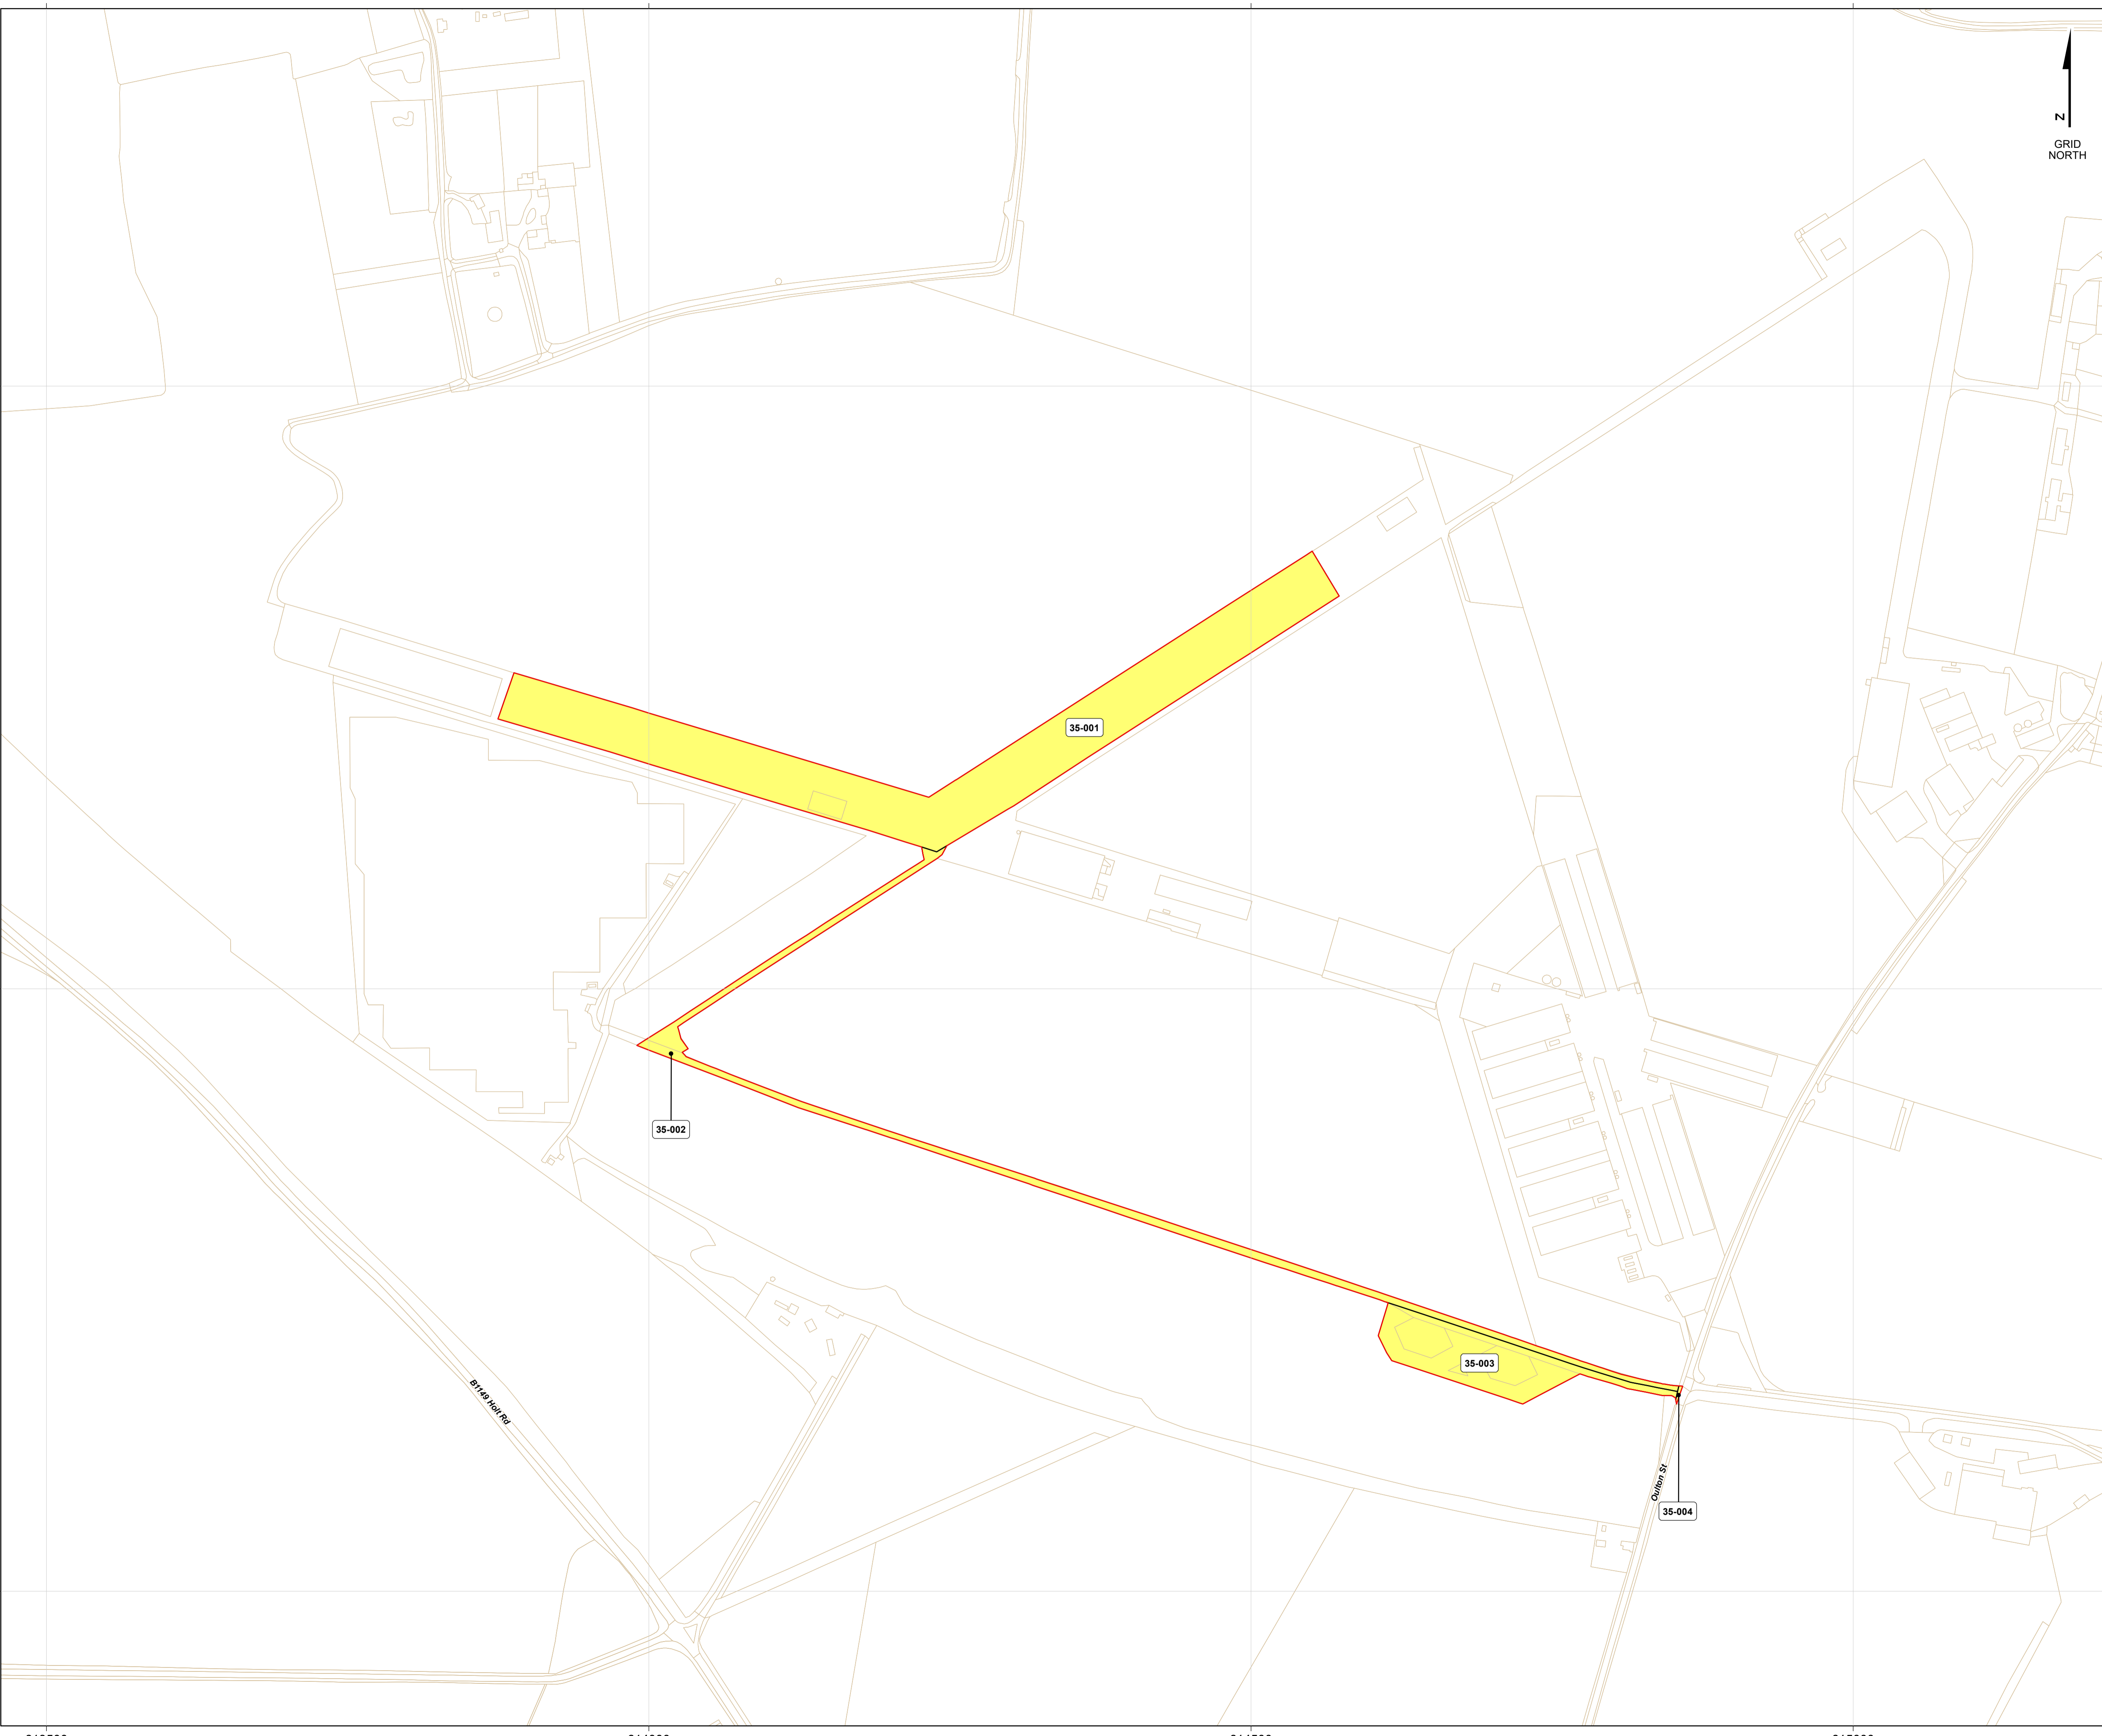 N
GRID
NORTH
35-001
35-002
35-003
35-004
B1149 Holt Rd
Oulton St